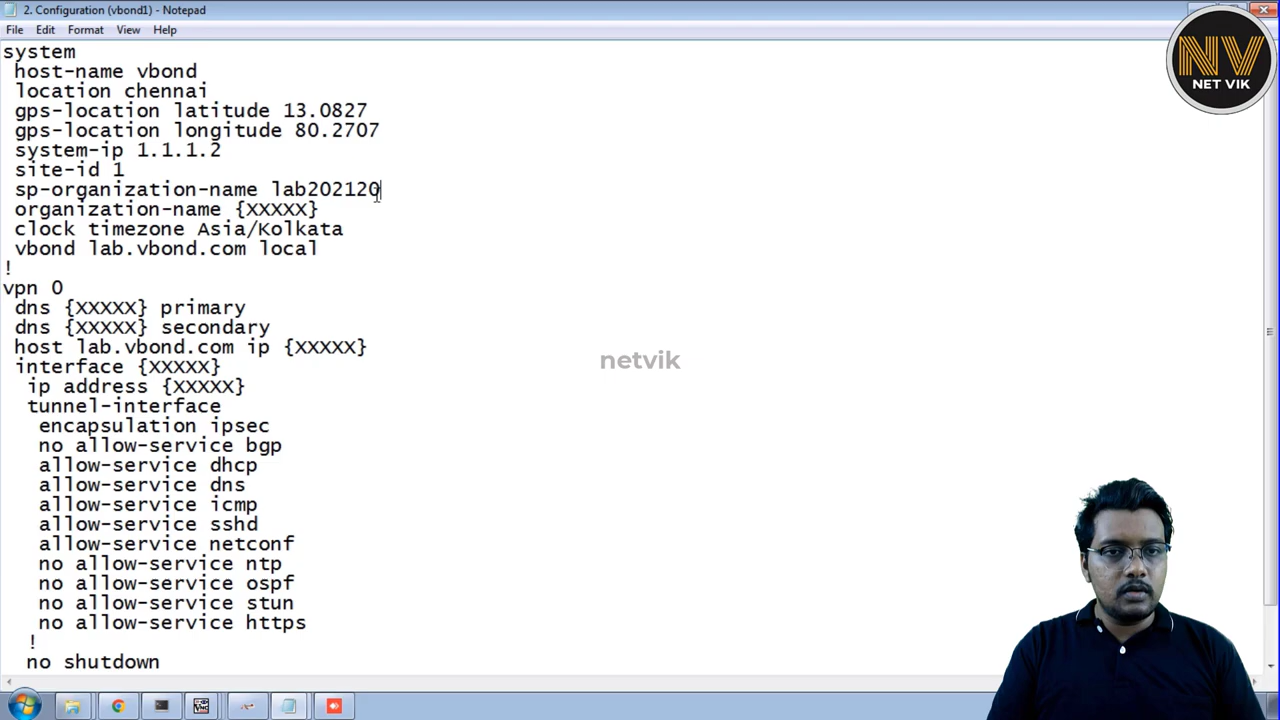 2. Configuration (vbond1) - Notepad
File Edit Format View Help
system
host-name vbond
location chennai
gps-location latitude 13.0827
gps-location longitude 80.2707
system-ip 1.1.1.2
site-id 1
sp-organization-name lab202120
organization-name {XXXXX}
clock timezone Asia/Kolkata
vbond lab.vbond.com local
!
vpn 0
dns {XXXXX} primary
dns {XXXXX} secondary
host lab.vbond.com ip {XXXXX}
interface {XXXXX}
ip address {XXXXX}
tunnel-interface
encapsulation ipsec
no allow-service bgp
allow-service dhcp
allow-service dns
allow-service icmp
allow-service sshd
allow-service netconf
no allow-service ntp
no allow-service ospf
no allow-service stun
no allow-service https
!
no shutdown
NV
NET VIK
netvik